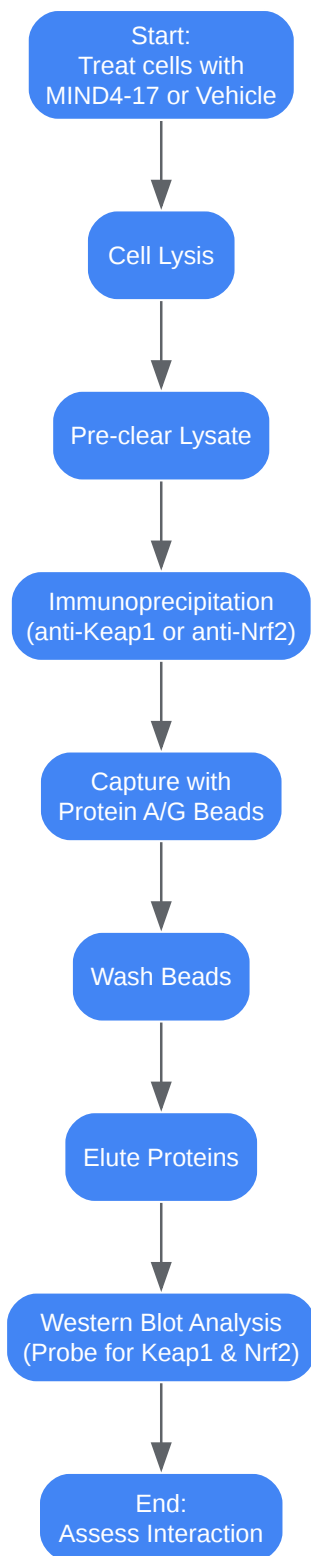 Start:
Treat cells with
MIND4-17 or Vehicle
Cell Lysis
Pre-clear Lysate
Immunoprecipitation
(anti-Keap1 or anti-Nrf2)
Capture with
Protein A/G Beads
Wash Beads
Elute Proteins
Western Blot Analysis
(Probe for Keap1 & Nrf2)
End:
Assess Interaction